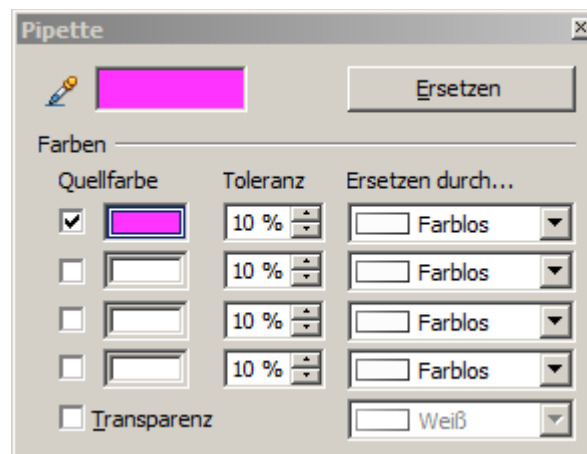 Pipette
Ersetzen
Farben
Quellfarbe Toleranz Ersetzen durch...
10 % Farblos
10 % Farblos
10 % Farblos
10 % Farblos
Transparenz Weiß